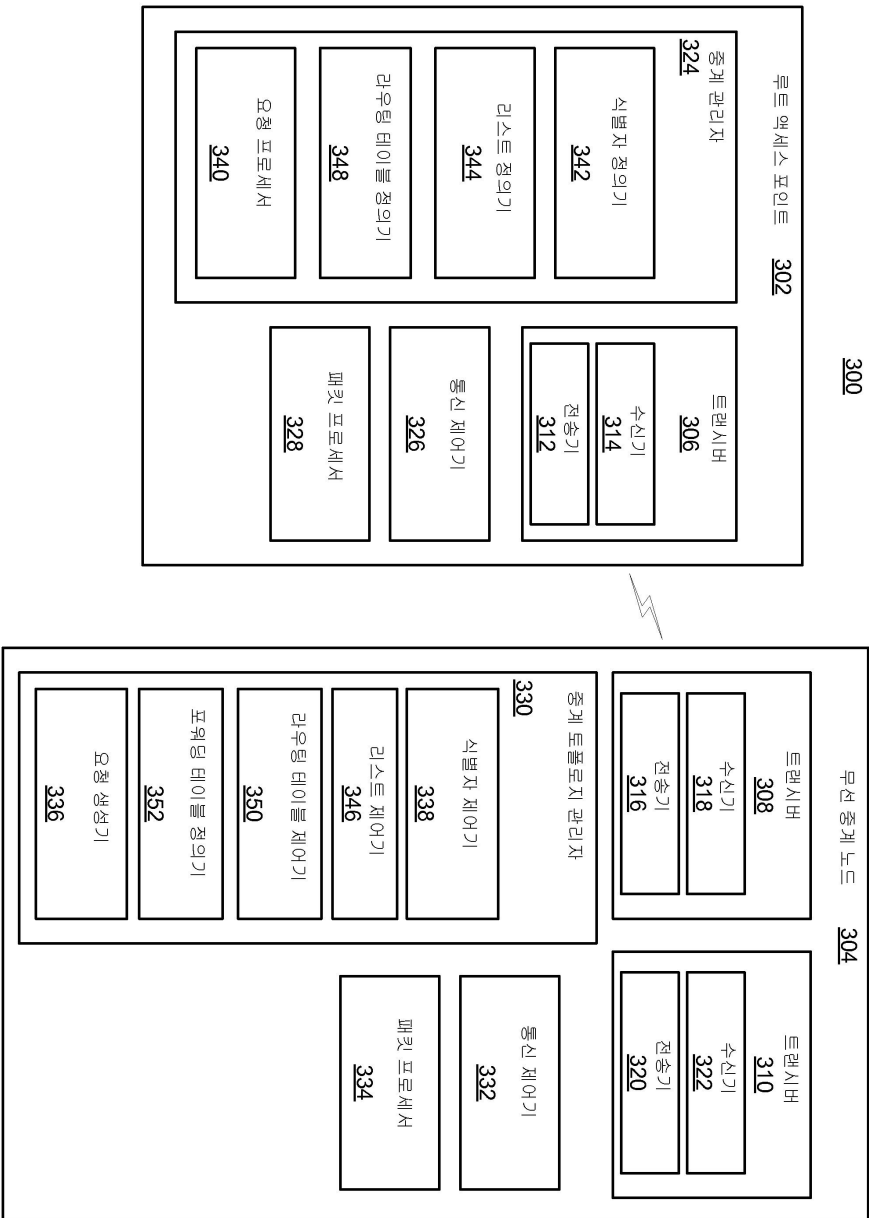 300
루트 액세스 포인트
302
중계 관리자
324
식별자 정의기
342
리스트 정의기
344
라우팅 테이블 정의기
348
요청 프로세서
340
트랜시버
306
수신기
314
전송기
312
통신 제어기
326
패킷 프로세서
328
무선 중계 노드
304
트랜시버
308
수신기
318
전송기
316
트랜시버
310
수신기
322
전송기
320
중계 토폴로지 관리자
330
식별자 제어기
338
리스트 제어기
346
라우팅 테이블 제어기
350
포워딩 테이블 정의기
352
요청 생성기
336
통신 제어기
332
패킷 프로세서
334